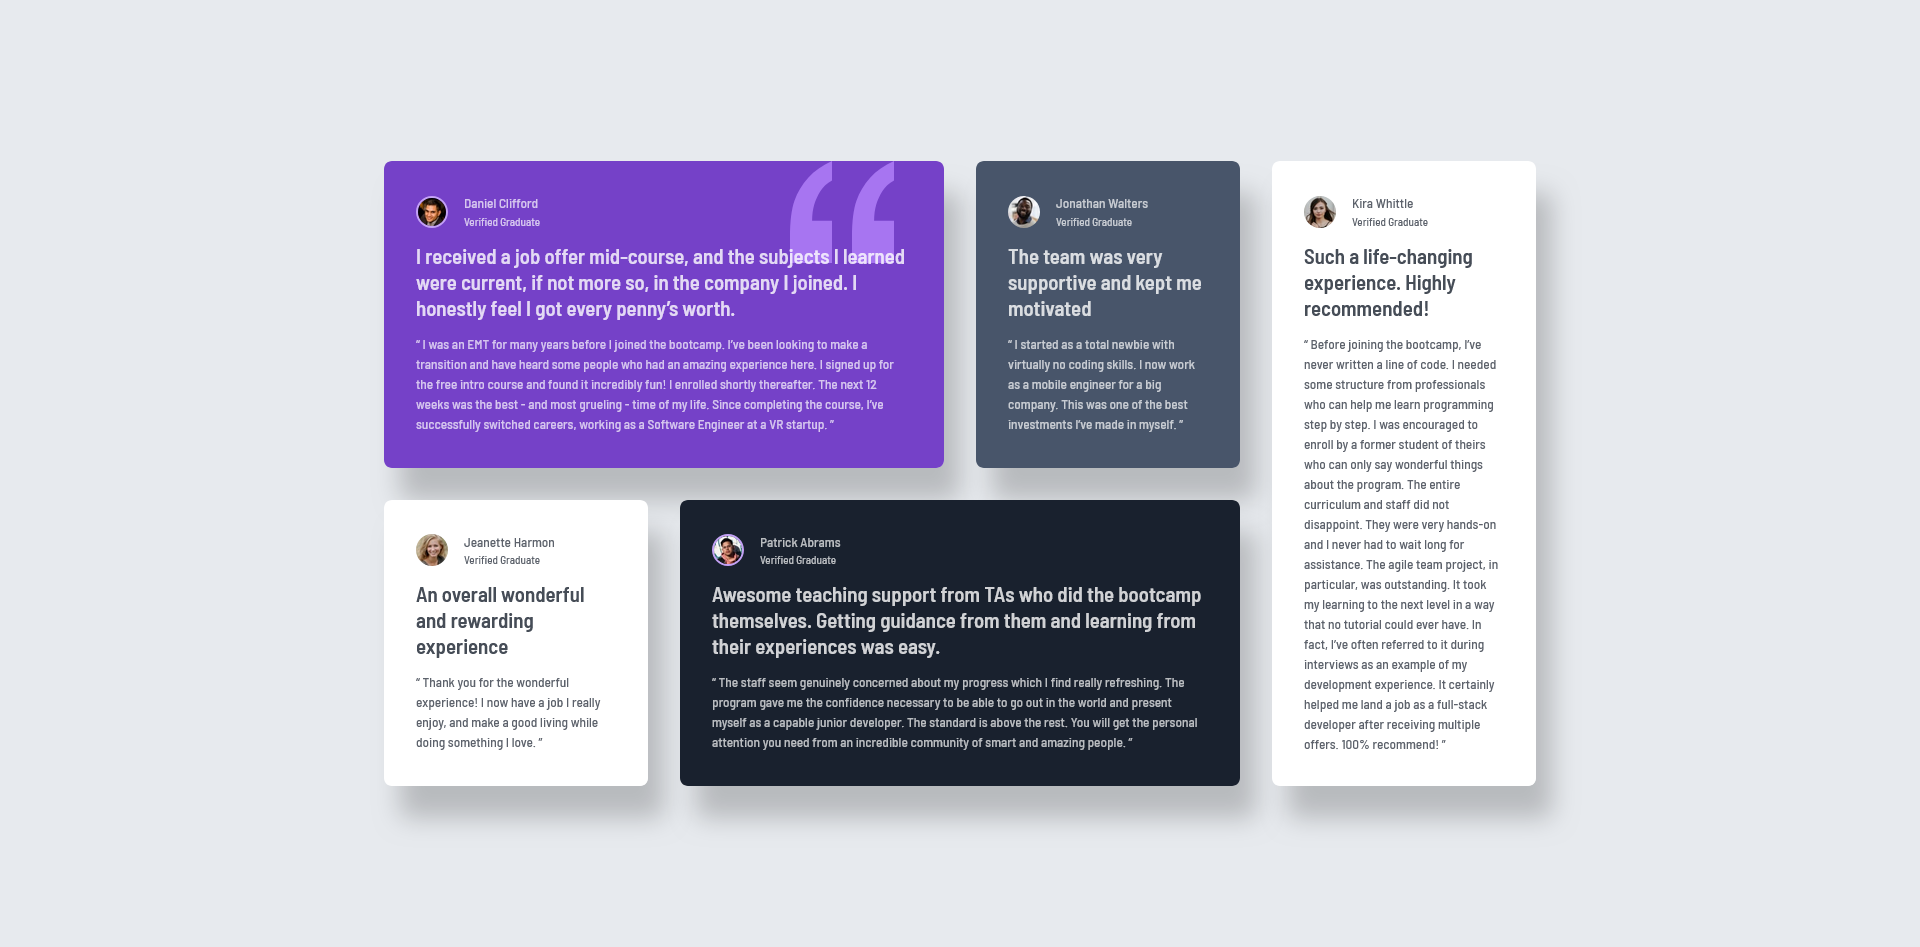 Daniel Clifford
Verified Graduate
I received a job offer mid-course, and the subjects I learned
were current, if not more so, in the company I joined. I
honestly feel I got every penny’s worth.
“ I was an EMT for many years before I joined the bootcamp. I’ve been looking to make a
transition and have heard some people who had an amazing experience here. I signed up for
the free intro course and found it incredibly fun! I enrolled shortly thereafter. The next 12
weeks was the best - and most grueling - time of my life. Since completing the course, I’ve
successfully switched careers, working as a Software Engineer at a VR startup. ”
Jonathan Walters
Verified Graduate
The team was very
supportive and kept me
motivated
“ I started as a total newbie with
virtually no coding skills. I now work
as a mobile engineer for a big
company. This was one of the best
investments I’ve made in myself. ”
Kira Whittle
Verified Graduate
Such a life-changing
experience. Highly
recommended!
“ Before joining the bootcamp, I’ve
never written a line of code. I needed
some structure from professionals
who can help me learn programming
step by step. I was encouraged to
enroll by a former student of theirs
who can only say wonderful things
about the program. The entire
curriculum and staff did not
disappoint. They were very hands-on
and I never had to wait long for
assistance. The agile team project, in
particular, was outstanding. It took
my learning to the next level in a way
that no tutorial could ever have. In
fact, I’ve often referred to it during
interviews as an example of my
development experience. It certainly
helped me land a job as a full-stack
developer after receiving multiple
offers. 100% recommend! ”
Jeanette Harmon
Verified Graduate
An overall wonderful
and rewarding
experience
“ Thank you for the wonderful
experience! I now have a job I really
enjoy, and make a good living while
doing something I love. ”
Patrick Abrams
Verified Graduate
Awesome teaching support from TAs who did the bootcamp
themselves. Getting guidance from them and learning from
their experiences was easy.
“ The staff seem genuinely concerned about my progress which I find really refreshing. The
program gave me the confidence necessary to be able to go out in the world and present
myself as a capable junior developer. The standard is above the rest. You will get the personal
attention you need from an incredible community of smart and amazing people. ”